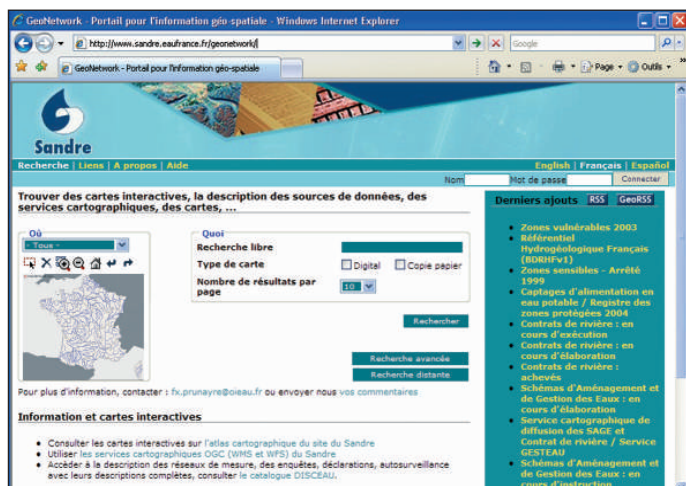 GeoNetwork - Portail pour l'information géo-spatiale - Windows Internet Explorer
http://www.sandre.eaufrance.fr/geonetwork/
Google
GeoNetwork - Portail pour l'information géo-spatiale
Page
Outils
Sandre
Recherche | Liens | A propos | Aide
English | Français | Español
Nom
Mot de passe
Connecter
Trouver des cartes interactives, la description des sources de données, des
services cartographiques, des cartes, ...
Où
- Tous -
Quoi
Recherche libre
Type de carte
Digital
Copie papier
Nombre de résultats par
page
10
Rechercher
Recherche avancée
Recherche distante
Pour plus d'information, contacter : fx.prunayre@oieau.fr ou envoyer nous vos commentaires
Information et cartes interactives
• Consulter les cartes interactives sur l'atlas cartographique du site du Sandre
• Utiliser les services cartographiques OGC (WMS et WFS) du Sandre
• Accèder à la description des réseaux de mesure, des enquêtes, déclarations, autosurveillance
avec leurs descriptions complètes, consulter le catalogue DISCEAU.
Derniers ajouts
RSS
GeoRSS
• Zones vulnérables 2003
• Référentiel
Hydrogéologique Français
(BDRHFv1)
• Zones sensibles - Arrêté
1999
• Captages d'alimentation en
eau potable / Registre des
zones protégées 2004
• Contrats de rivière : en
cours d'exécution
• Contrats de rivière : en
cours d'élaboration
• Contrats de rivière :
achevés
• Schémas d'Aménagement et
de Gestion des Eaux : en
cours d'élaboration
• Service cartographique de
diffusion des SAGE et
Contrat de rivière / Service
GESTEAU
• Schémas d'Aménagement et
de Gestion des Eaux : en
cours d'instruction